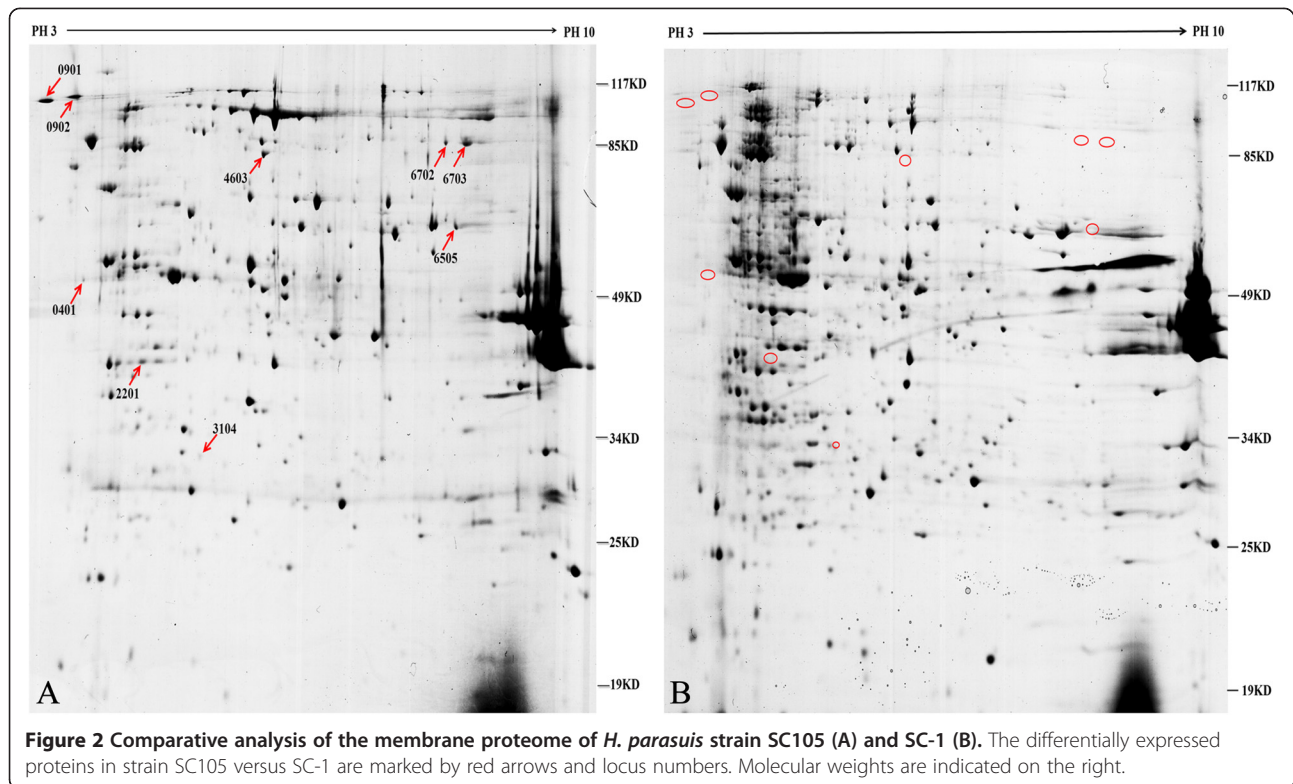 PH 3
PH 10
0901
0902
4603
6702
6703
6505
0401
2201
3104
117KD
85KD
49KD
34KD
25KD
19KD
A
PH 3
PH 10
117KD
85KD
49KD
34KD
25KD
19KD
B
Figure 2 Comparative analysis of the membrane proteome of H. parasuis strain SC105 (A) and SC-1 (B). The differentially expressed
proteins in strain SC105 versus SC-1 are marked by red arrows and locus numbers. Molecular weights are indicated on the right.